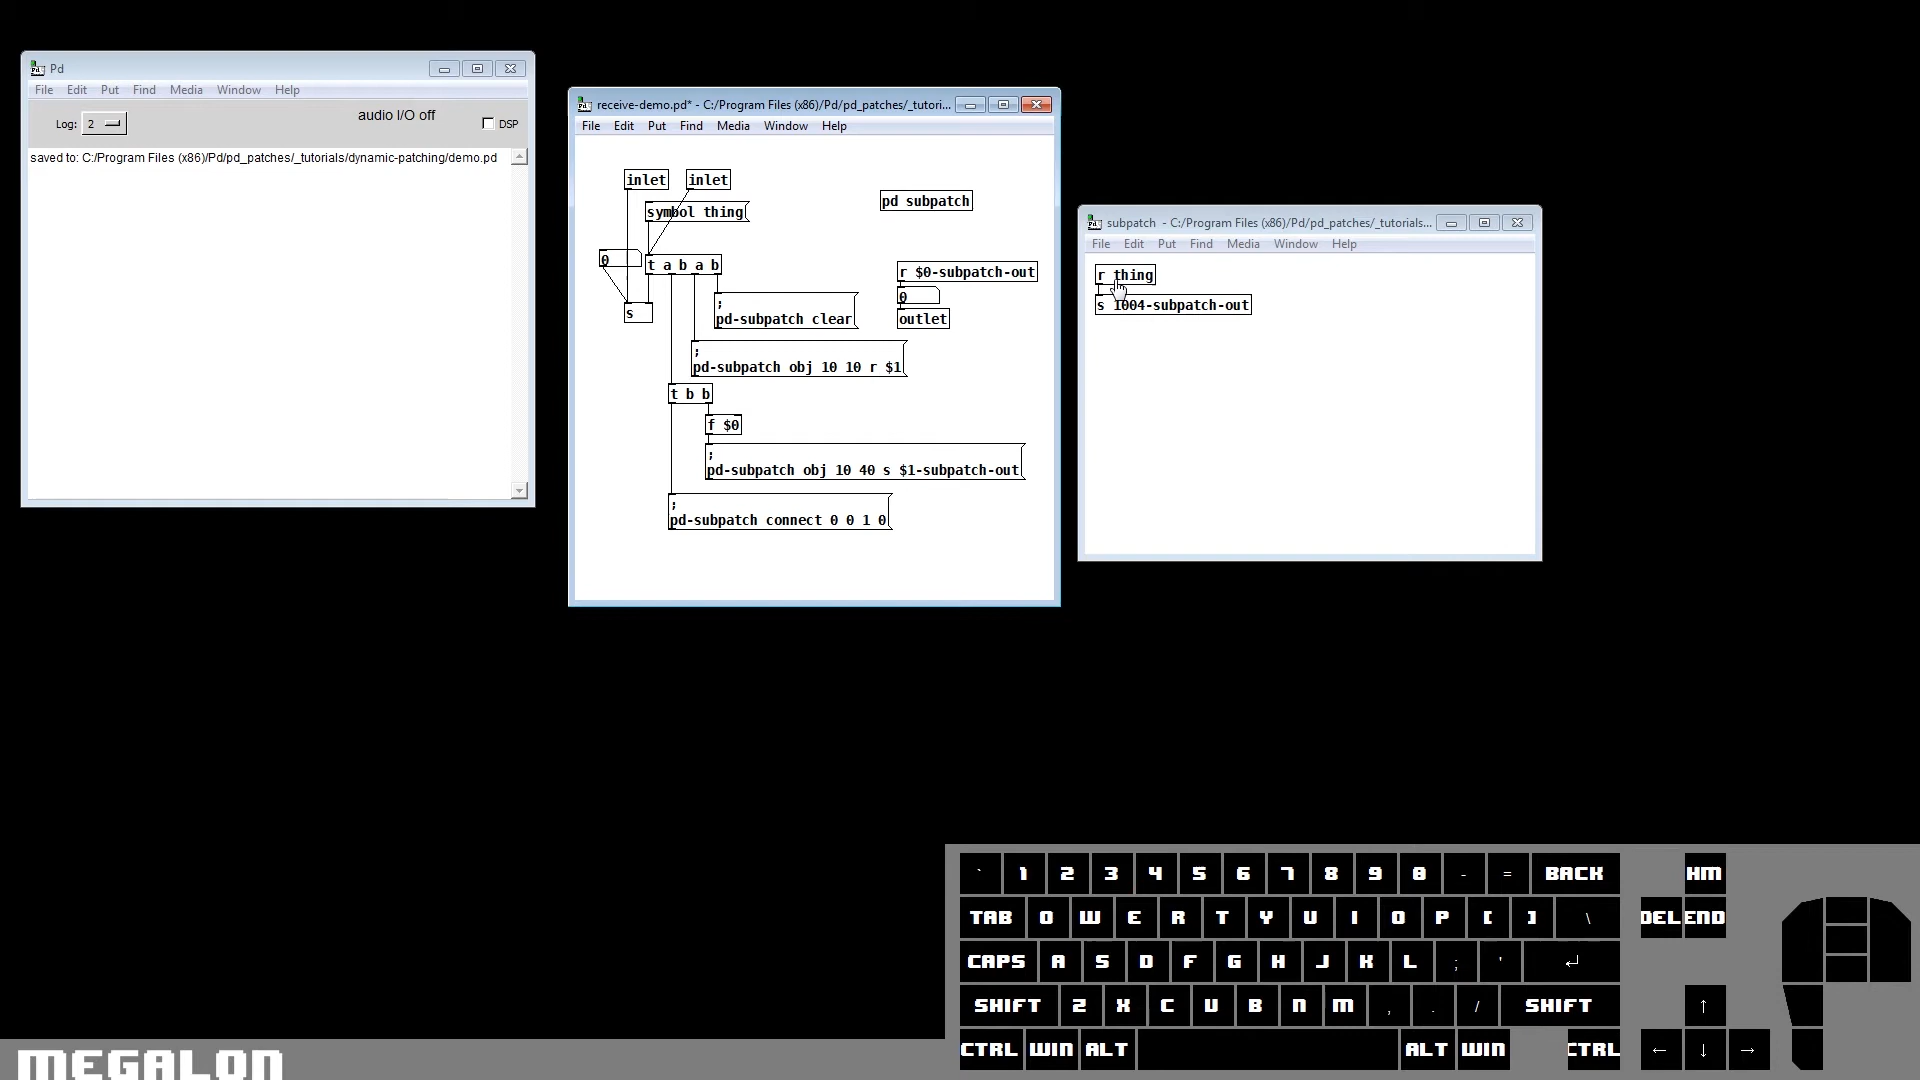 Pd
File Edit Put Find Media Window Help
Log: 2
audio I/O off
DSP
saved to: C:/Program Files (x86)/Pd/pd_patches/_tutorials/dynamic-patching/demo.pd
receive-demo.pd* - C:/Program Files (x86)/Pd/pd_patches/_tutori...
File Edit Put Find Media Window Help
inlet inlet
symbol thing
pd subpatch
0
t a b a b
s
;
pd-subpatch clear
r $0-subpatch-out
0
outlet
;
pd-subpatch obj 10 10 r $1
t b b
f $0
;
pd-subpatch obj 10 40 s $1-subpatch-out
;
pd-subpatch connect 0 0 1 0
subpatch - C:/Program Files (x86)/Pd/pd_patches/_tutorials...
File Edit Put Find Media Window Help
r thing
s 1004-subpatch-out
` 1 2 3 4 5 6 7 8 9 0 - = BACK HM
TAB Q W E R T Y U I O P [ ] \ DEL END
CAPS A S D F G H J K L ; ' ↵
SHIFT Z X C V B N M , . / SHIFT ↑
CTRL WIN ALT ALT WIN CTRL ← ↓ →
MEGALON